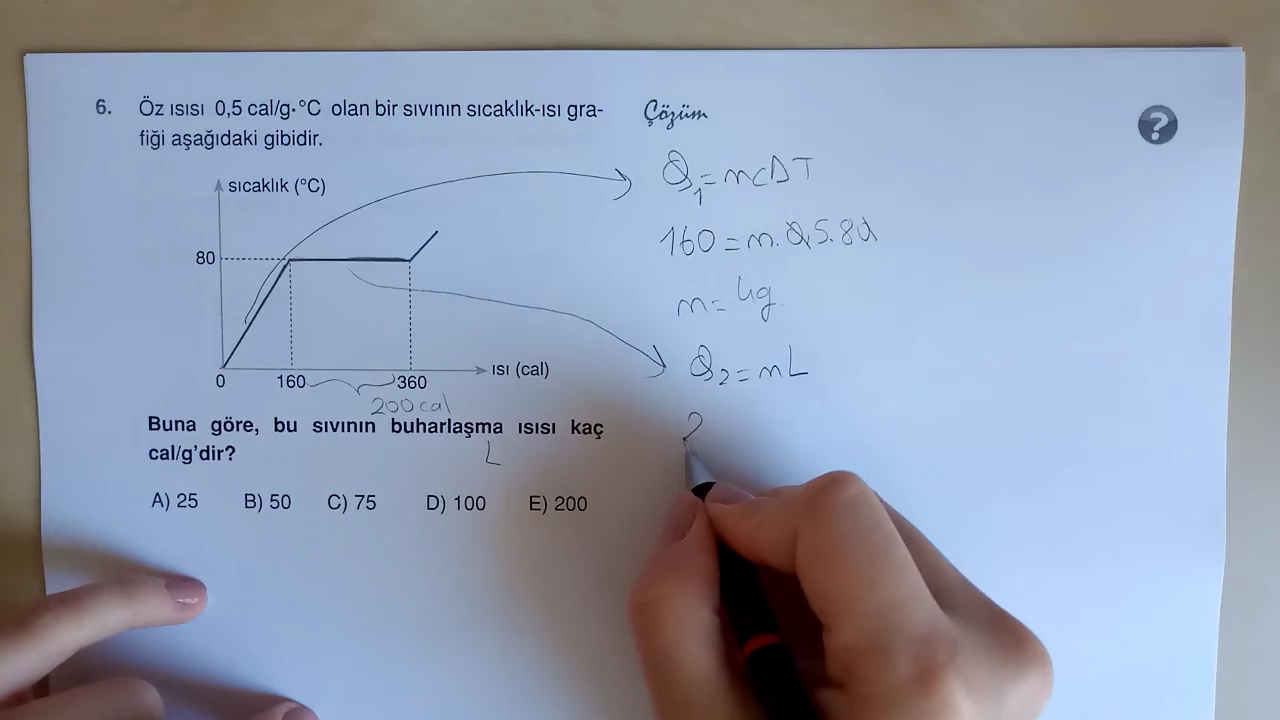 6. Öz ısısı 0,5 cal/g.°C olan bir sıvının sıcaklık-ısı gra-
fiği aşağıdaki gibidir.
sıcaklık (°C)
80
0 160 360 ısı (cal)
200 cal
Buna göre, bu sıvının buharlaşma ısısı kaç
cal/g'dir?
L
A) 25 B) 50 C) 75 D) 100 E) 200
Çözüm
?
Q1=mcΔT
160=m.0,5.80
m=4g
Q2=mL
2